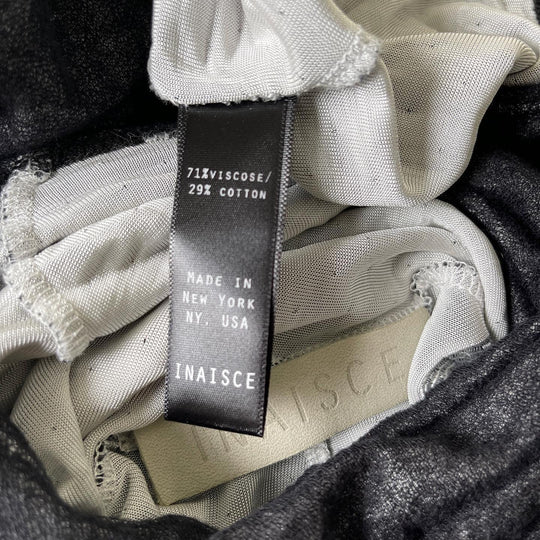 71%VISCOSE/
29% COTTON
MADE IN
NEW YORK
NY, USA
INAISCE
INAISCE